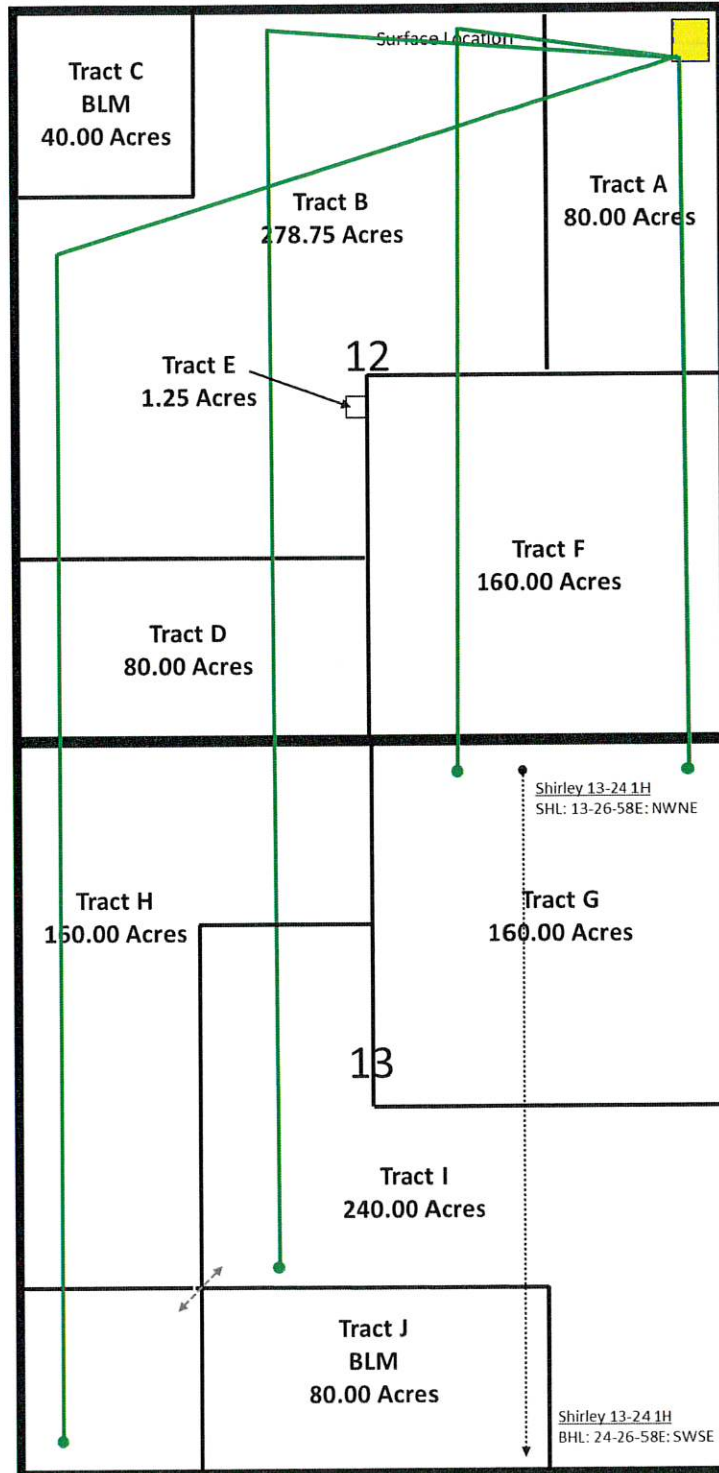 Surface Location
Tract C
BLM
40.00 Acres
Tract B
278.75 Acres
Tract A
80.00 Acres
12
Tract E
1.25 Acres
Tract F
160.00 Acres
Tract D
80.00 Acres
Shirley 13-24 1H
SHL: 13-26-58E: NWNE
Tract H
160.00 Acres
Tract G
160.00 Acres
13
Tract I
240.00 Acres
Tract J
BLM
80.00 Acres
Shirley 13-24 1H
BHL: 24-26-58E: SWSE